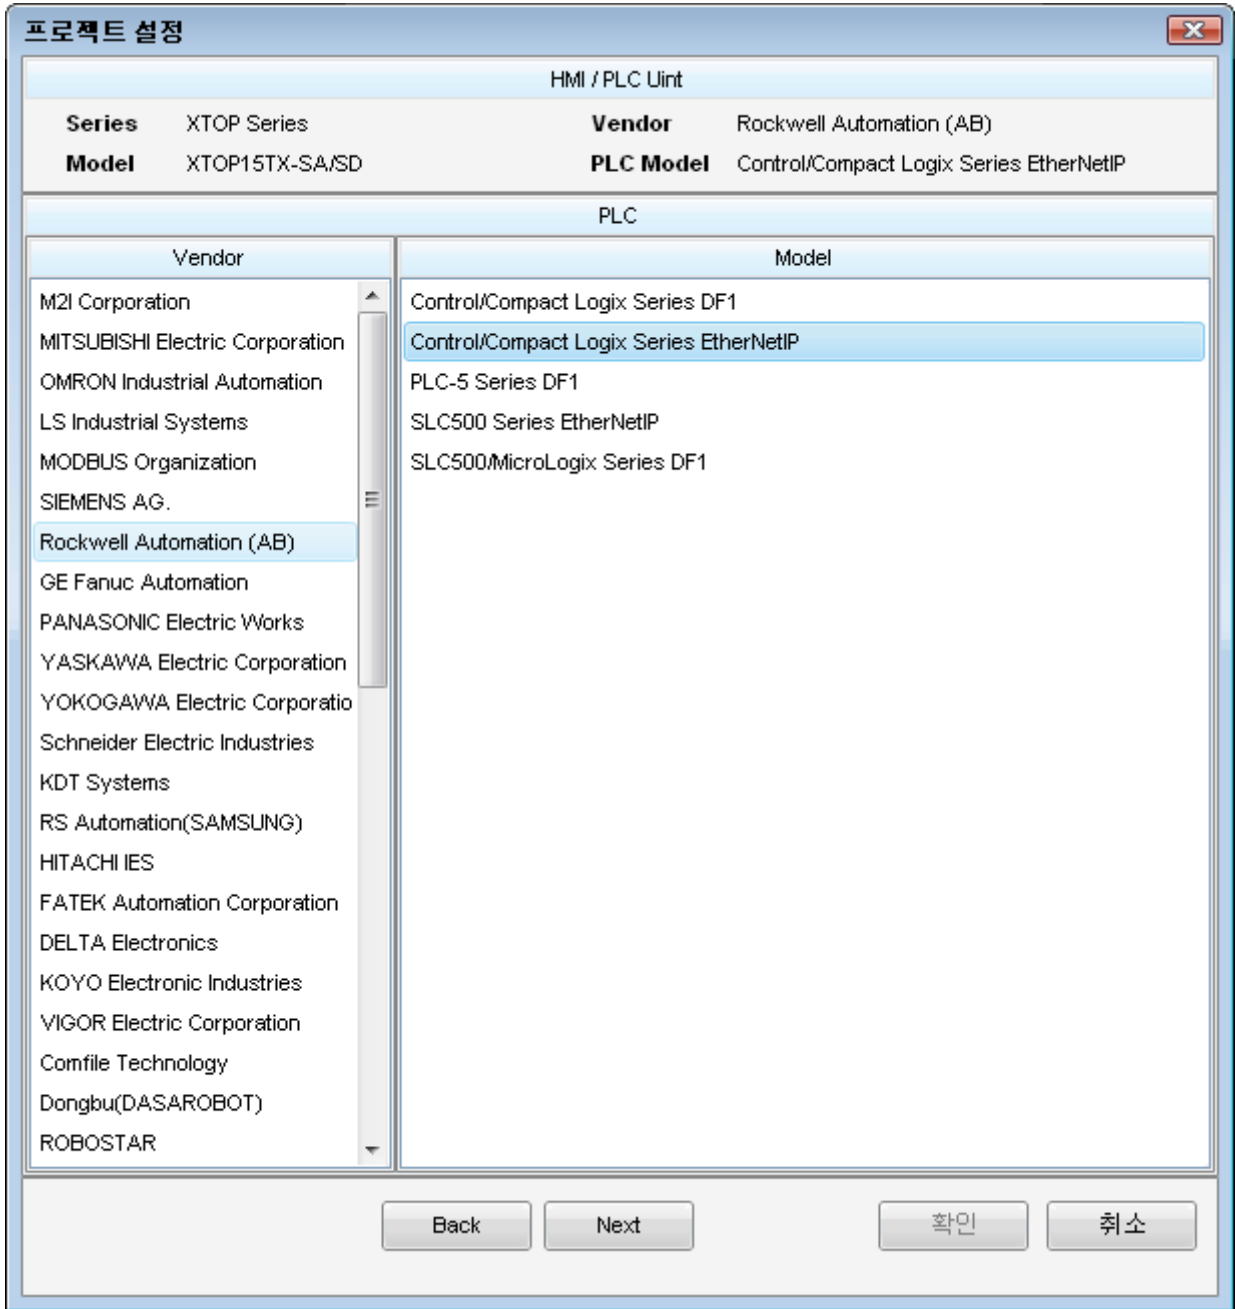 프로젝트 설정
HMI / PLC Uint
Series XTOP Series Vendor Rockwell Automation (AB)
Model XTOP15TX-SA/SD PLC Model Control/Compact Logix Series EtherNetIP
PLC
Vendor Model
M2I Corporation Control/Compact Logix Series DF1
MITSUBISHI Electric Corporation Control/Compact Logix Series EtherNetIP
OMRON Industrial Automation PLC-5 Series DF1
LS Industrial Systems SLC500 Series EtherNetIP
MODBUS Organization SLC500/MicroLogix Series DF1
SIEMENS AG.
Rockwell Automation (AB)
GE Fanuc Automation
PANASONIC Electric Works
YASKAWA Electric Corporation
YOKOGAWA Electric Corporatio
Schneider Electric Industries
KDT Systems
RS Automation(SAMSUNG)
HITACHI IES
FATEK Automation Corporation
DELTA Electronics
KOYO Electronic Industries
VIGOR Electric Corporation
Comfile Technology
Dongbu(DASAROBOT)
ROBOSTAR
Back Next 확인 취소